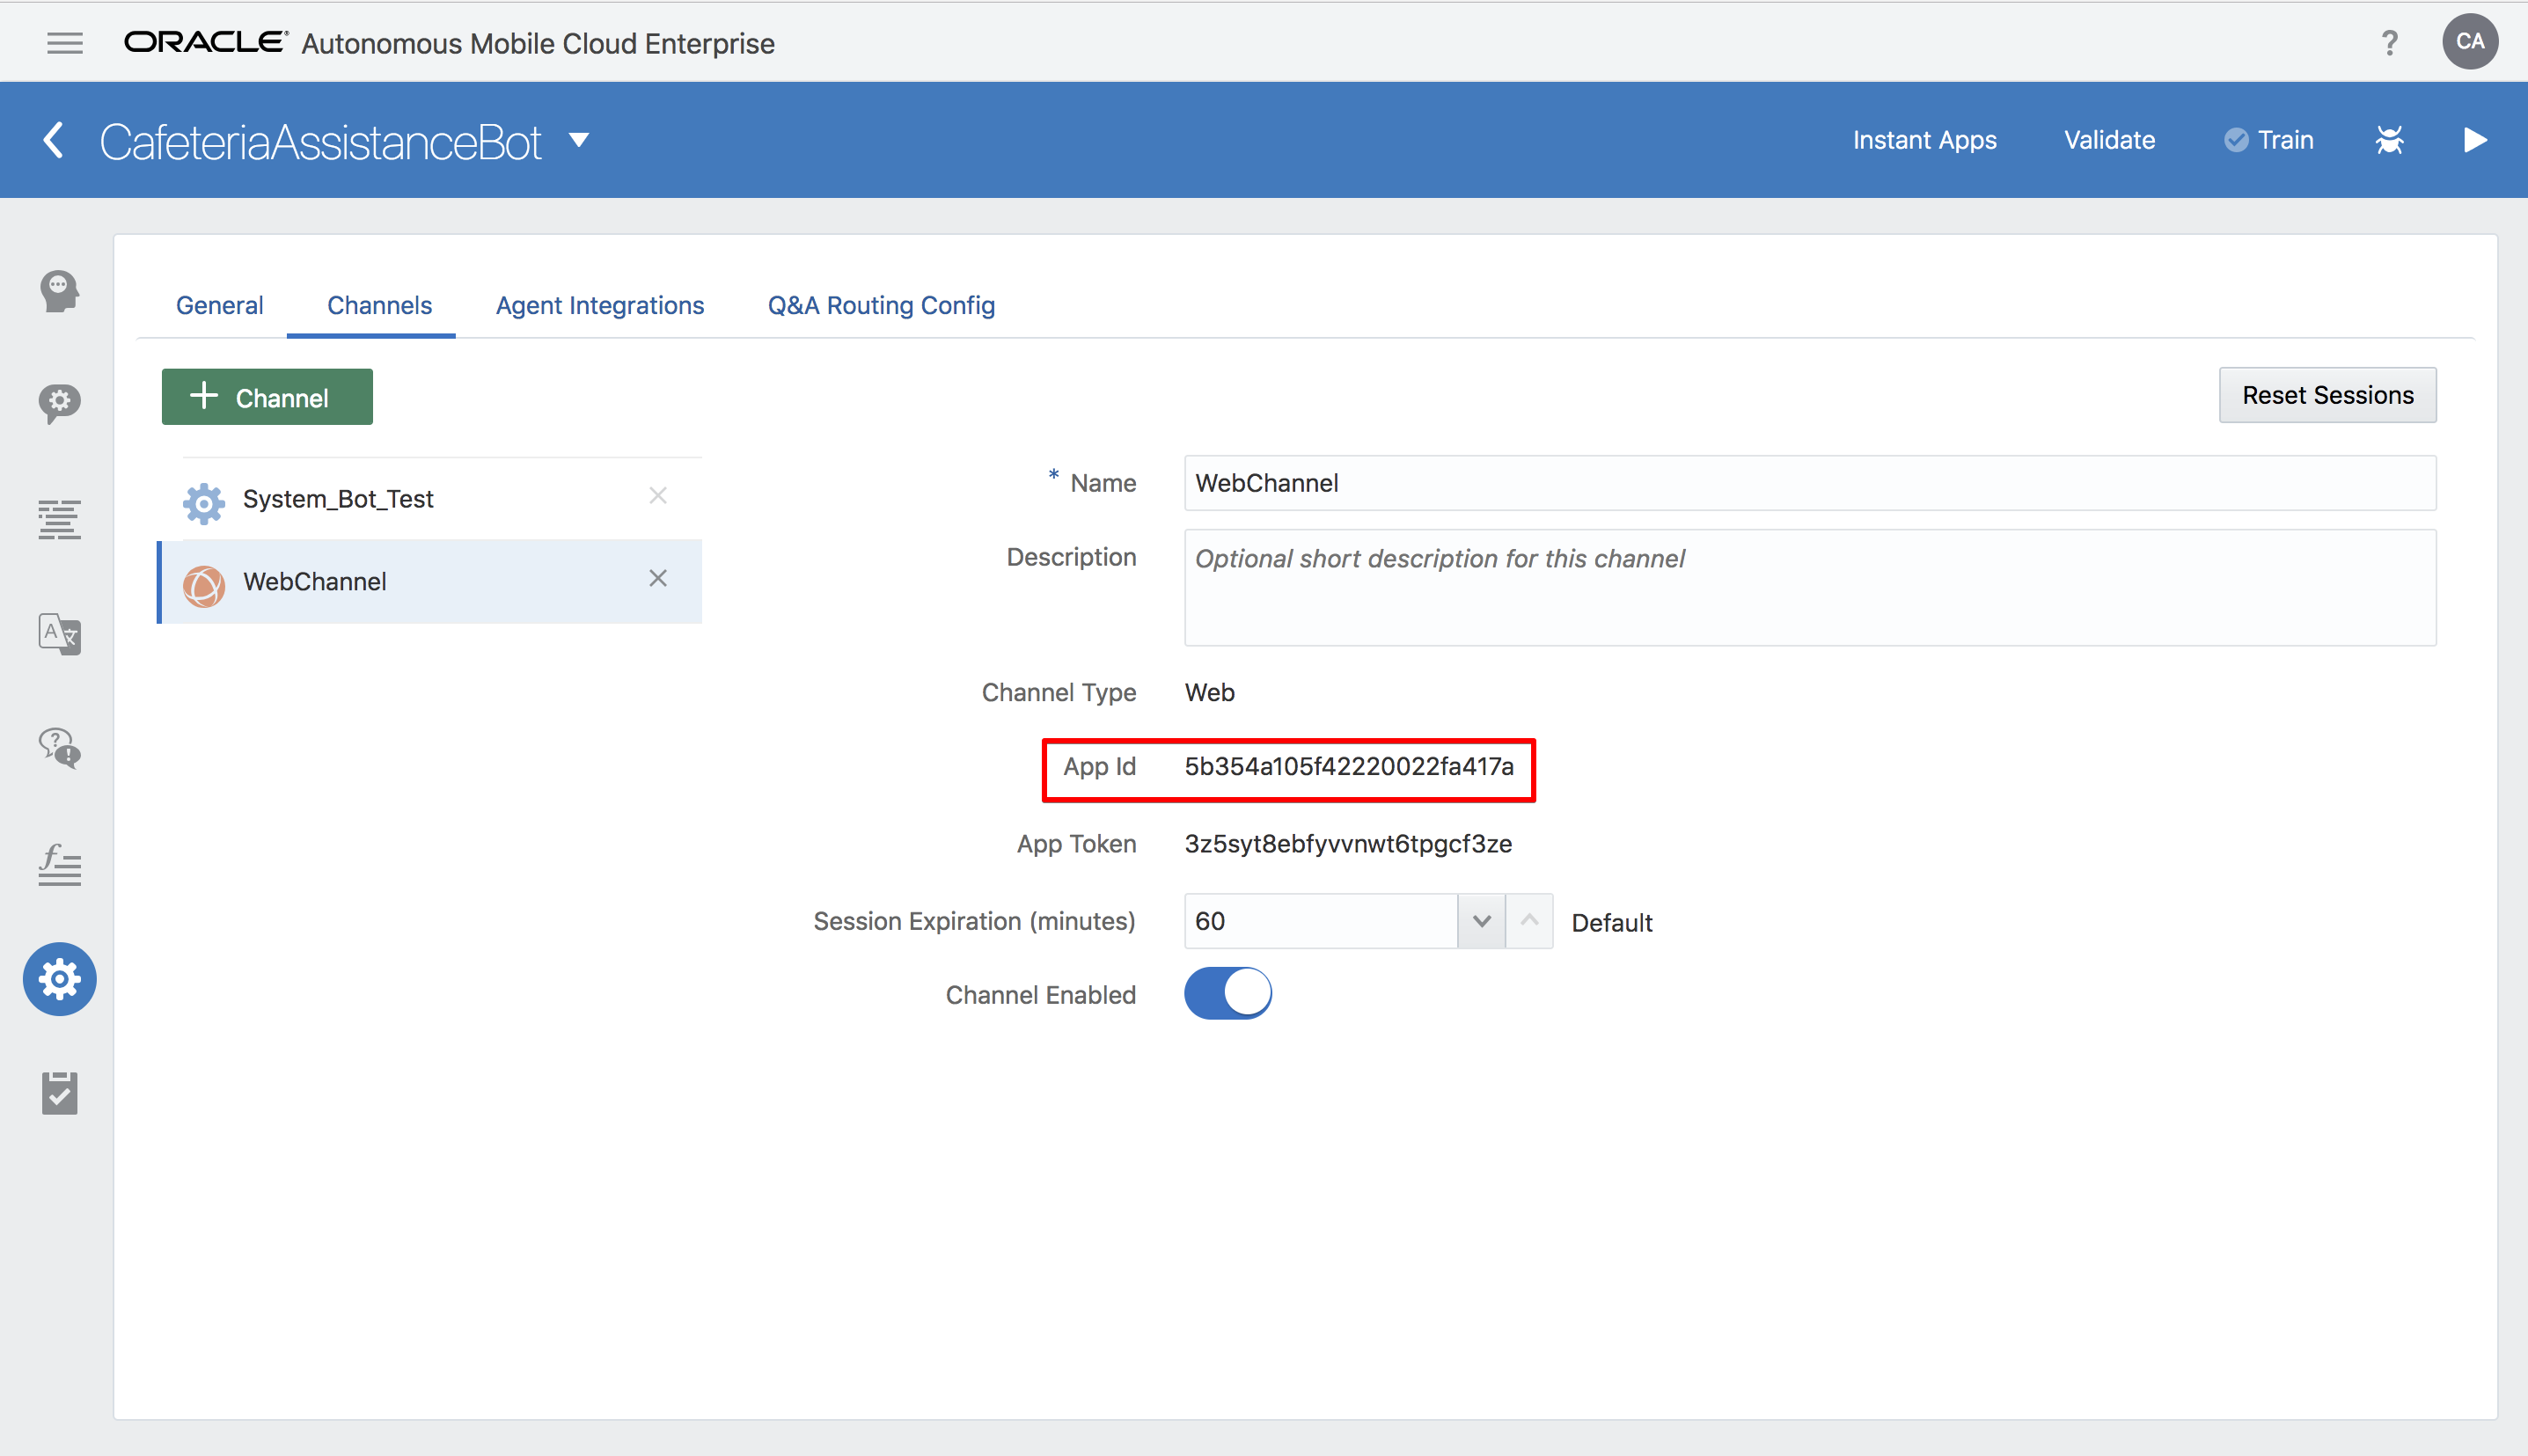 ORACLE® Autonomous Mobile Cloud Enterprise
?
CA
CafeteriaAssistanceBot
Instant Apps
Validate
Train
General
Channels
Agent Integrations
Q&A Routing Config
+ Channel
Reset Sessions
System_Bot_Test
WebChannel
* Name
WebChannel
Description
Optional short description for this channel
Channel Type
Web
App Id
5b354a105f42220022fa417a
App Token
3z5syt8ebfyvvnwt6tpgcf3ze
Session Expiration (minutes)
60
Default
Channel Enabled